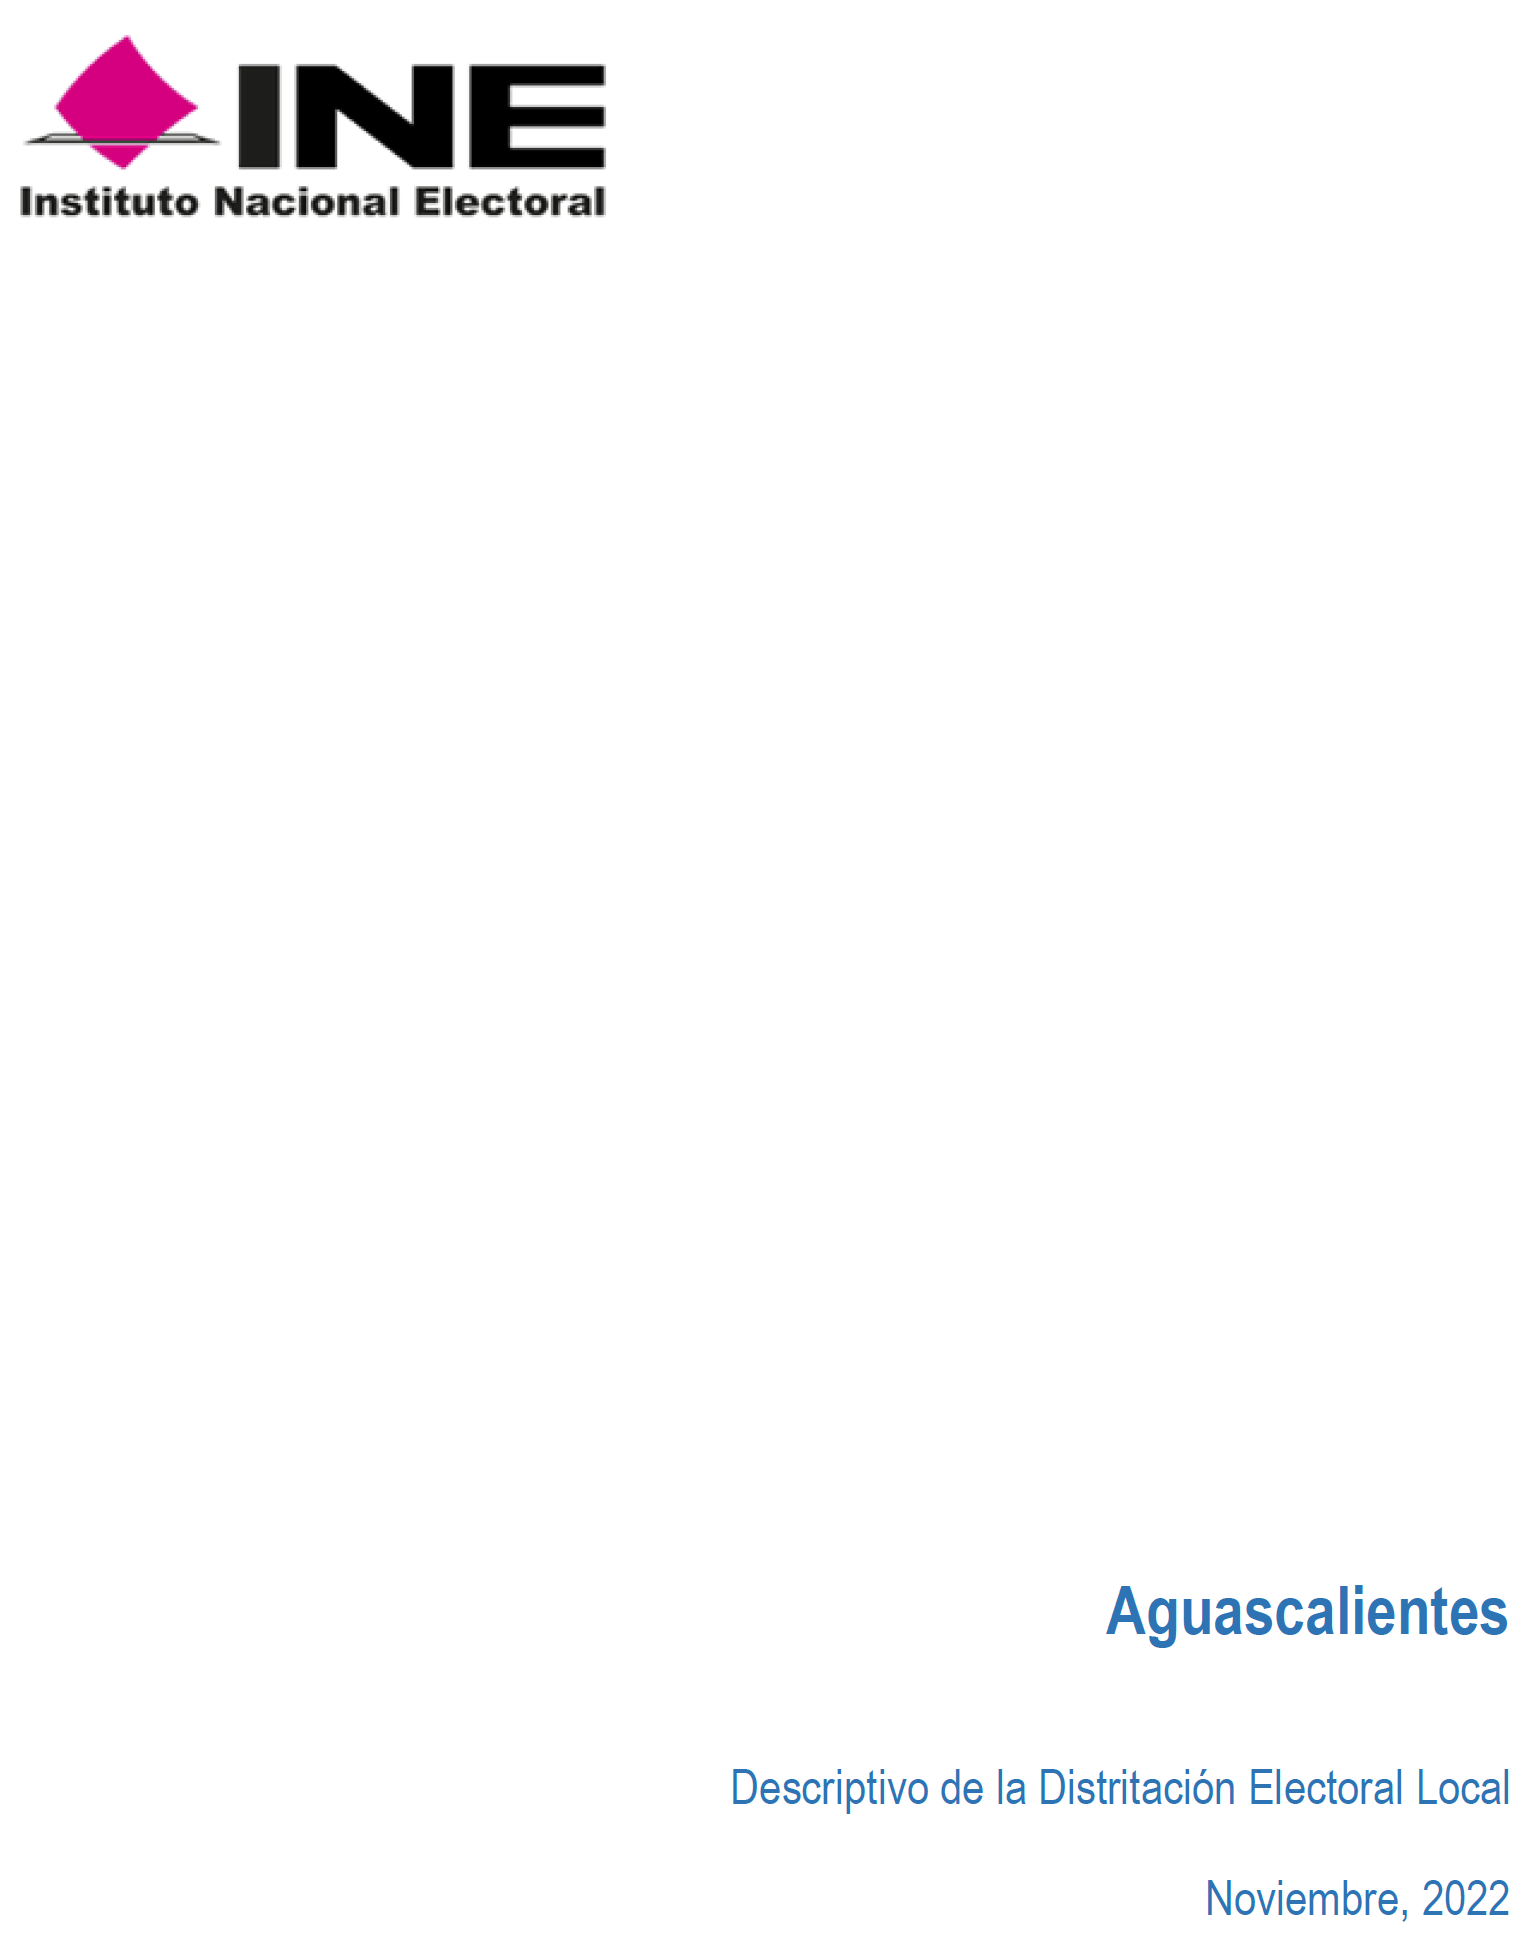 INE
Instituto Nacional Electoral
Aguascalientes
Descriptivo de la Distritación Electoral Local
Noviembre, 2022